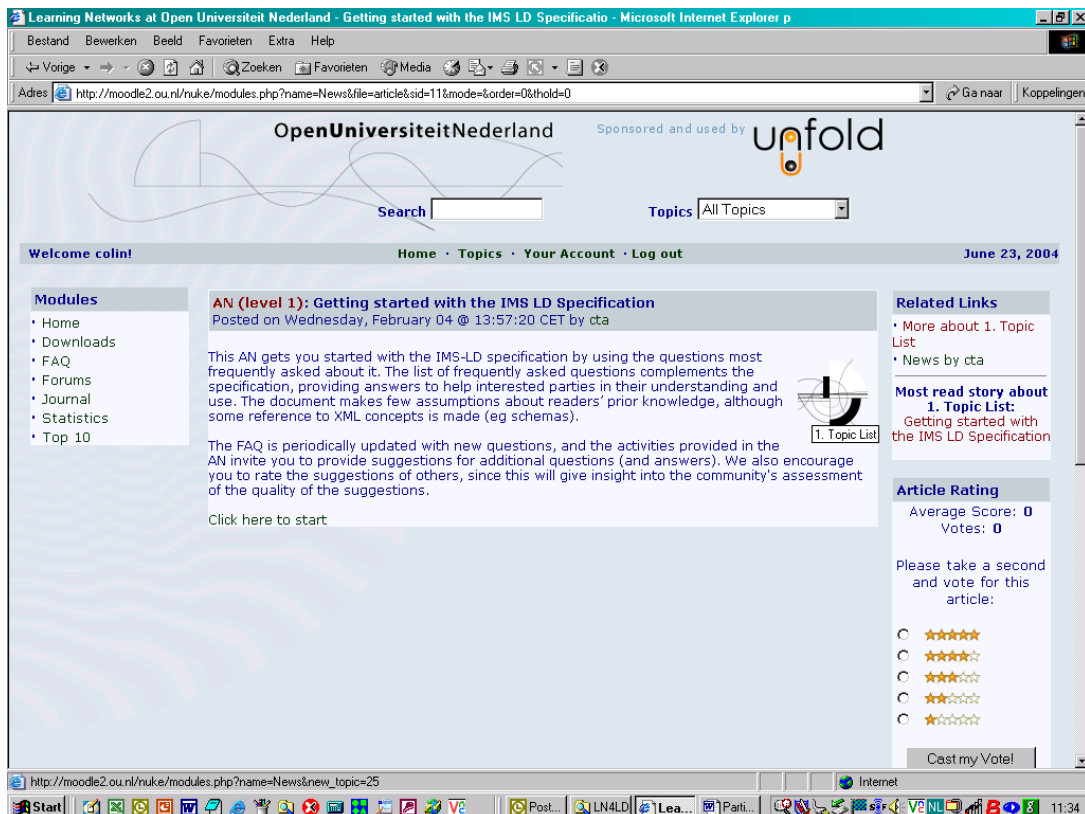 Learning Networks at Open Universiteit Nederland - Getting started with the IMS LD Specificatio - Microsoft Internet Explorer p
Bestand Bewerken Beeld Favorieten Extra Help
Vorige Zoeken Favorieten Media
Adres http://moodle2.ou.nl/nuke/modules.php?name=News&file=article&sid=11&mode=&order=0&thold=0 Ga naar Koppelingen
OpenUniversiteitNederland Sponsored and used by unfold
Search Topics All Topics
Welcome colin! Home · Topics · Your Account · Log out June 23, 2004
Modules
· Home
· Downloads
· FAQ
· Forums
· Journal
· Statistics
· Top 10
AN (level 1): Getting started with the IMS LD Specification
Posted on Wednesday, February 04 @ 13:57:20 CET by cta
This AN gets you started with the IMS-LD specification by using the questions most
frequently asked about it. The list of frequently asked questions complements the
specification, providing answers to help interested parties in their understanding and
use. The document makes few assumptions about readers' prior knowledge, although
some reference to XML concepts is made (eg schemas).
1. Topic List
The FAQ is periodically updated with new questions, and the activities provided in the
AN invite you to provide suggestions for additional questions (and answers). We also encourage
you to rate the suggestions of others, since this will give insight into the community's assessment
of the quality of the suggestions.
Click here to start
Related Links
· More about 1. Topic
List
· News by cta
Most read story about
1. Topic List:
Getting started with
the IMS LD Specification
Article Rating
Average Score: 0
Votes: 0
Please take a second
and vote for this
article:
Cast my Vote!
http://moodle2.ou.nl/nuke/modules.php?name=News&new_topic=25 Internet
Start Post... LN4LD Lea... Parti... NL 11:34